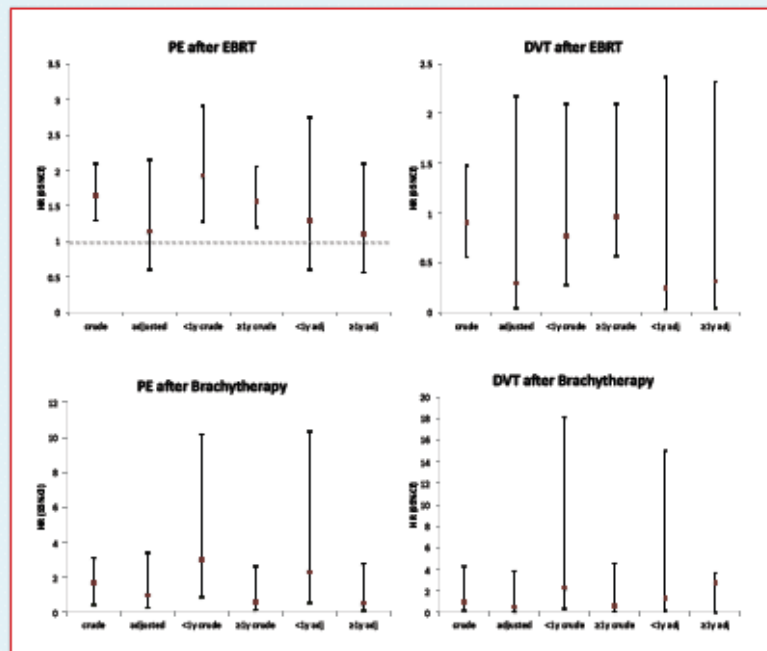 PE after EBRT
3.5
3
2.5
2
1.5
1
0.5
0
HR (95%CI)
crude adjusted <1y crude ≥1y crude <1y adj ≥1y adj
DVT after EBRT
2.5
2
1.5
1
0.5
0
HR (95%CI)
crude adjusted <1y crude ≥1y crude <1y adj ≥1y adj
PE after Brachytherapy
12
10
8
6
4
2
0
HR (95%CI)
crude adjusted <1y crude ≥1y crude <1y adj ≥1y adj
DVT after Brachytherapy
20
18
16
14
12
10
8
6
4
2
0
HR (95%CI)
crude adjusted <1y crude ≥1y crude <1y adj ≥1y adj